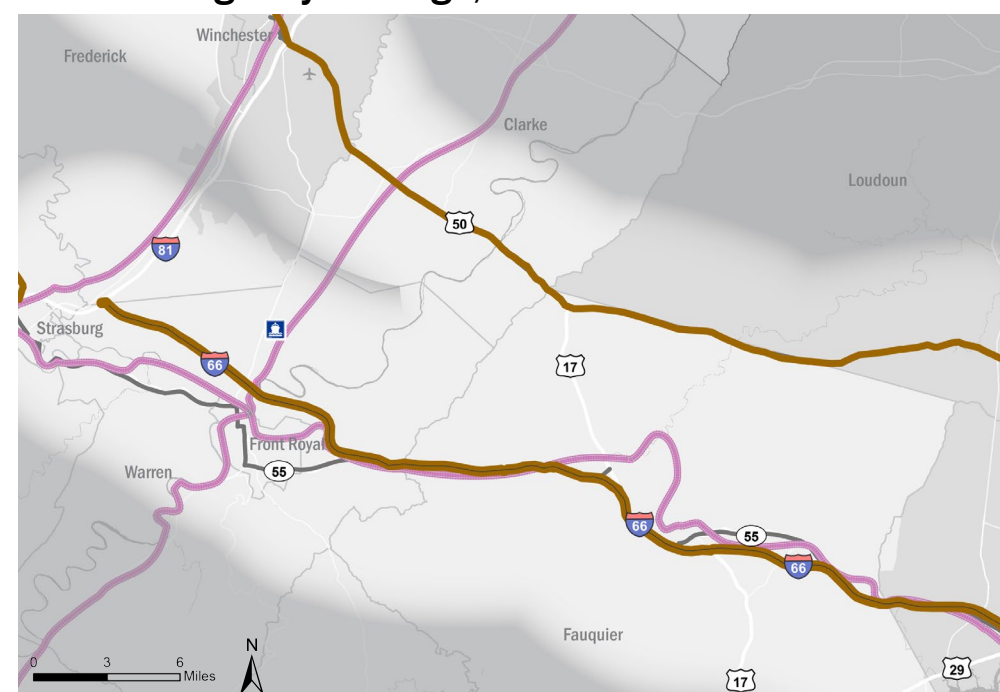 Winchester
Frederick
Clarke
Loudoun
50
81
Strasburg
66
17
Front Royal
55
Warren
66
55
66
Fauquier
N
0 3 6
Miles
29
17